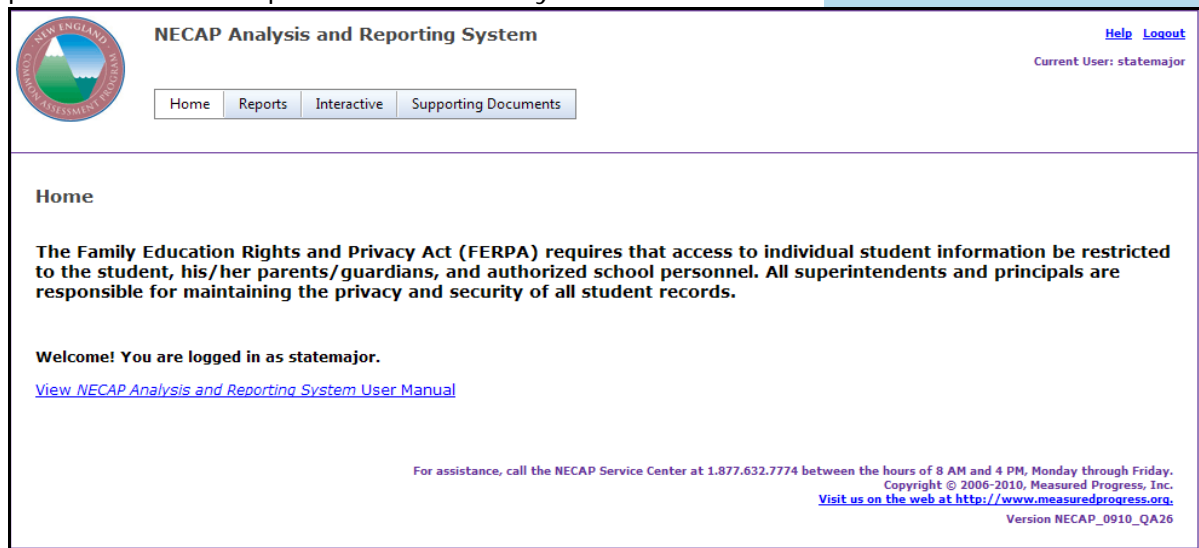 NEW ENGLAND
COMMON ASSESSMENT PROGRAM
NECAP Analysis and Reporting System
Help Logout
Current User: statemajor
Home Reports Interactive Supporting Documents
Home
The Family Education Rights and Privacy Act (FERPA) requires that access to individual student information be restricted
to the student, his/her parents/guardians, and authorized school personnel. All superintendents and principals are
responsible for maintaining the privacy and security of all student records.
Welcome! You are logged in as statemajor.
View NECAP Analysis and Reporting System User Manual
For assistance, call the NECAP Service Center at 1.877.632.7774 between the hours of 8 AM and 4 PM, Monday through Friday.
Copyright © 2006-2010, Measured Progress, Inc.
Visit us on the web at http://www.measuredprogress.org.
Version NECAP_0910_QA26